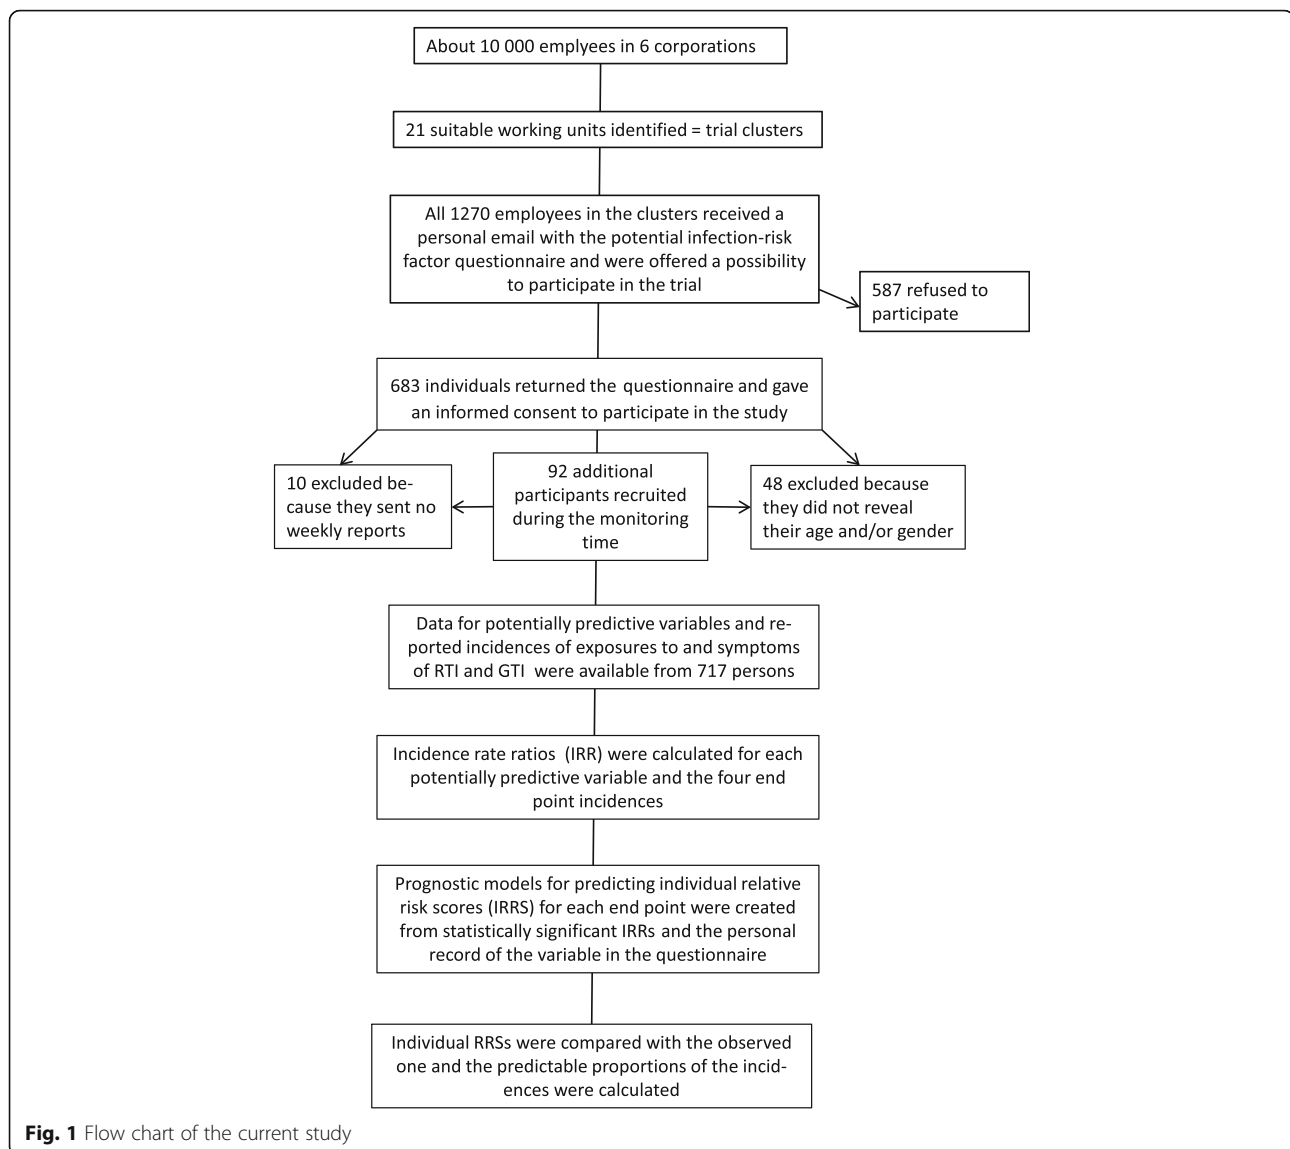 About 10 000 emplyees in 6 corporations
21 suitable working units identified = trial clusters
All 1270 employees in the clusters received a
personal email with the potential infection-risk
factor questionnaire and were offered a possibility
to participate in the trial
587 refused to
participate
683 individuals returned the questionnaire and gave
an informed consent to participate in the study
10 excluded be-
cause they sent no
weekly reports
92 additional
participants recruited
during the monitoring
time
48 excluded because
they did not reveal
their age and/or gender
Data for potentially predictive variables and re-
ported incidences of exposures to and symptoms
of RTI and GTI were available from 717 persons
Incidence rate ratios (IRR) were calculated for each
potentially predictive variable and the four end
point incidences
Prognostic models for predicting individual relative
risk scores (IRRS) for each end point were created
from statistically significant IRRs and the personal
record of the variable in the questionnaire
Individual RRSs were compared with the observed
one and the predictable proportions of the incid-
ences were calculated
Fig. 1 Flow chart of the current study